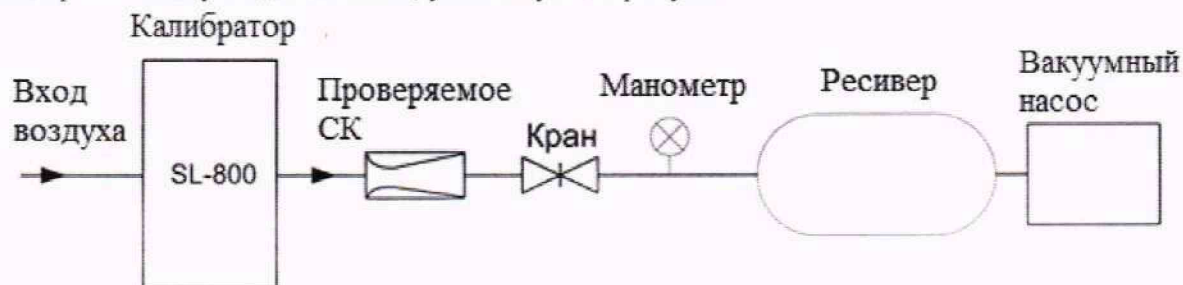 Калибратор
Вход
воздуха
SL-800
Проверяемое
СК
Кран
Манометр
Ресивер
Вакуумный
насос